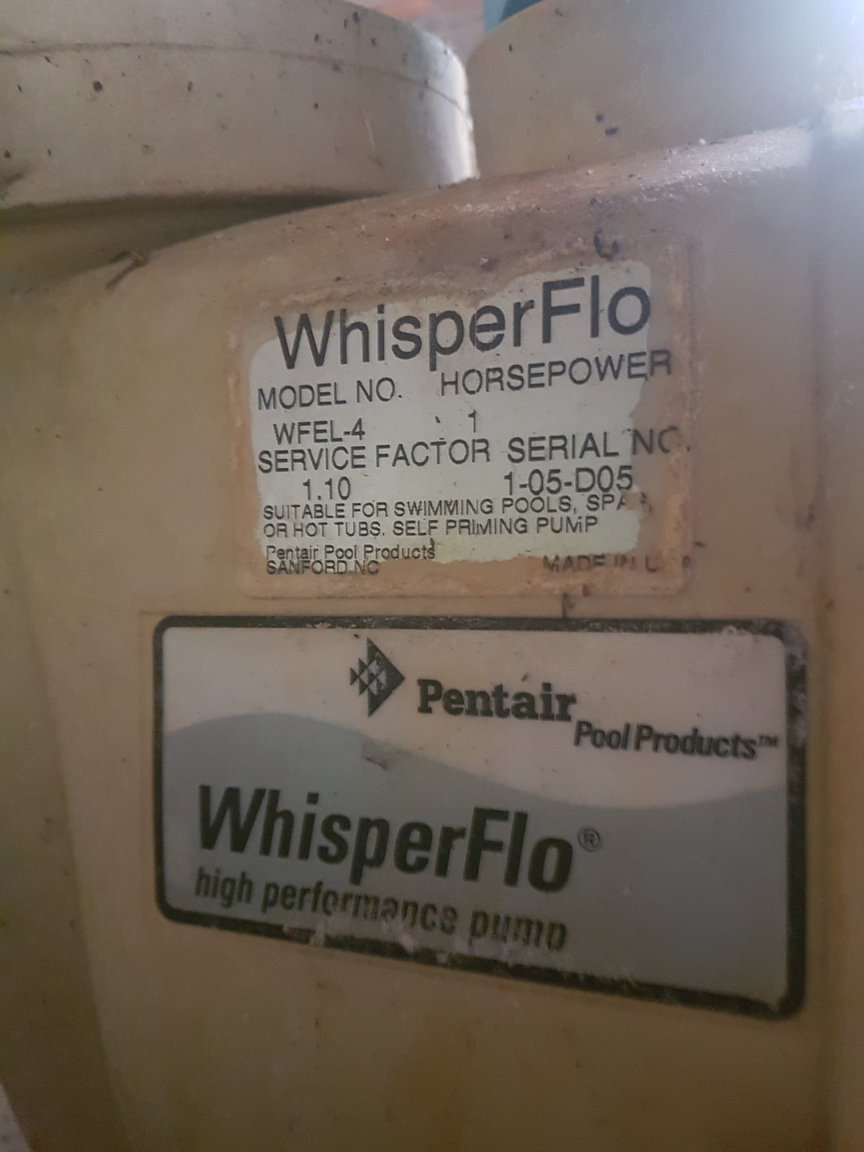 WhisperFlo
MODEL NO. HORSEPOWER
WFEL-4 1
SERVICE FACTOR SERIAL NO.
1.10 1-05-D05
SUITABLE FOR SWIMMING POOLS,
OR HOT TUBS. SELF PRIMING PUMP
Pentair Pool Products
SANFORD, NC MADE IN
Pentair
Pool Products™
WhisperFlo®
high performance pump